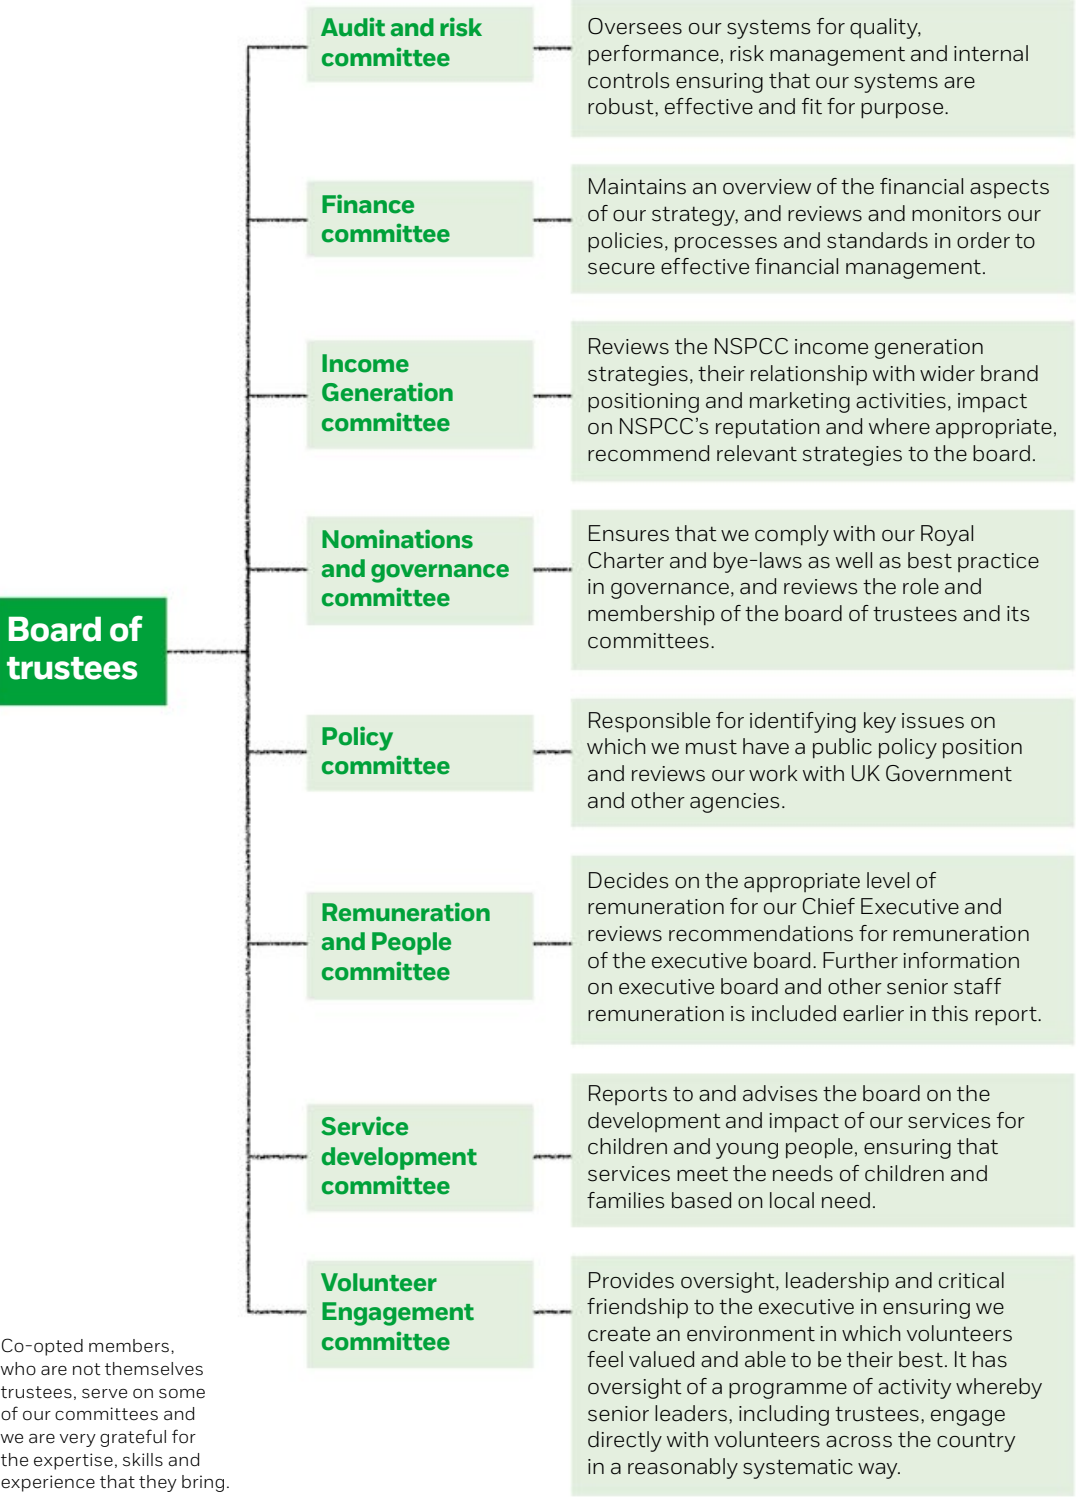 Audit and risk
committee
Oversees our systems for quality,
performance, risk management and internal
controls ensuring that our systems are
robust, effective and fit for purpose.
Finance
committee
Maintains an overview of the financial aspects
of our strategy, and reviews and monitors our
policies, processes and standards in order to
secure effective financial management.
Income
Generation
committee
Reviews the NSPCC income generation
strategies, their relationship with wider brand
positioning and marketing activities, impact
on NSPCC's reputation and where appropriate,
recommend relevant strategies to the board.
Nominations
and governance
committee
Ensures that we comply with our Royal
Charter and bye-laws as well as best practice
in governance, and reviews the role and
membership of the board of trustees and its
committees.
Board of
trustees
Policy
committee
Responsible for identifying key issues on
which we must have a public policy position
and reviews our work with UK Government
and other agencies.
Remuneration
and People
committee
Decides on the appropriate level of
remuneration for our Chief Executive and
reviews recommendations for remuneration
of the executive board. Further information
on executive board and other senior staff
remuneration is included earlier in this report.
Service
development
committee
Reports to and advises the board on the
development and impact of our services for
children and young people, ensuring that
services meet the needs of children and
families based on local need.
Volunteer
Engagement
committee
Provides oversight, leadership and critical
friendship to the executive in ensuring we
create an environment in which volunteers
feel valued and able to be their best. It has
oversight of a programme of activity whereby
senior leaders, including trustees, engage
directly with volunteers across the country
in a reasonably systematic way.
Co-opted members,
who are not themselves
trustees, serve on some
of our committees and
we are very grateful for
the expertise, skills and
experience that they bring.